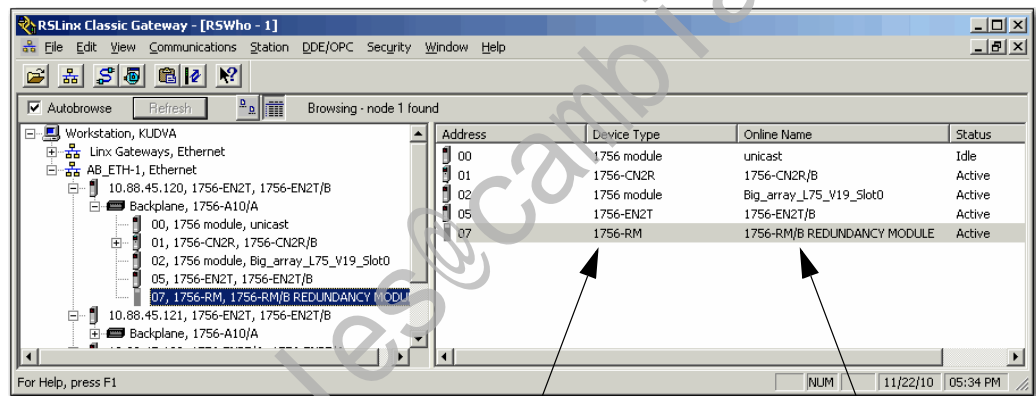 RSLinx Classic Gateway - [RSWho - 1]
File Edit View Communications Station DDE/OPC Security Window Help
Autobrowse Refresh Browsing - node 1 found
Workstation, KUDVA
Linx Gateways, Ethernet
AB_ETH-1, Ethernet
10.88.45.120, 1756-EN2T, 1756-EN2T/B
Backplane, 1756-A10/A
00, 1756 module, unicast
01, 1756-CN2R, 1756-CN2R/B
02, 1756 module, Big_array_L75_V19_Slot0
05, 1756-EN2T, 1756-EN2T/B
07, 1756-RM, 1756-RM/B REDUNDANCY MODU
10.88.45.121, 1756-EN2T, 1756-EN2T/B
Backplane, 1756-A10/A
Address Device Type Online Name Status
00 1756 module unicast Idle
01 1756-CN2R 1756-CN2R/B Active
02 1756 module Big_array_L75_V19_Slot0 Active
05 1756-EN2T 1756-EN2T/B Active
07 1756-RM 1756-RM/B REDUNDANCY MODULE Active
For Help, press F1 NUM 11/22/10 05:34 PM
les@cambia